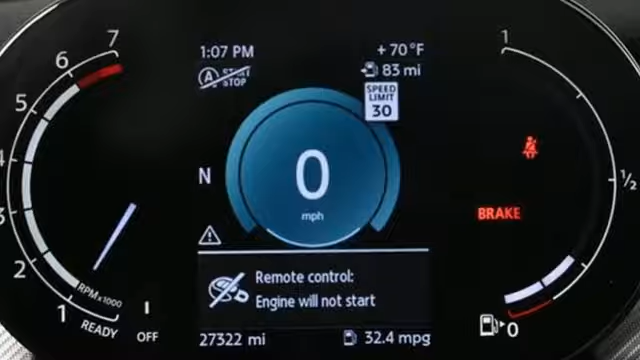 7
6
5
4
3
2
1
RPM x1000
READY
OFF
1:07 PM
+ 70 °F
A START
STOP
83 mi
SPEED
LIMIT
30
N
0
mph
Remote control:
Engine will not start
27322 mi
32.4 mpg
1
1/2
BRAKE
0